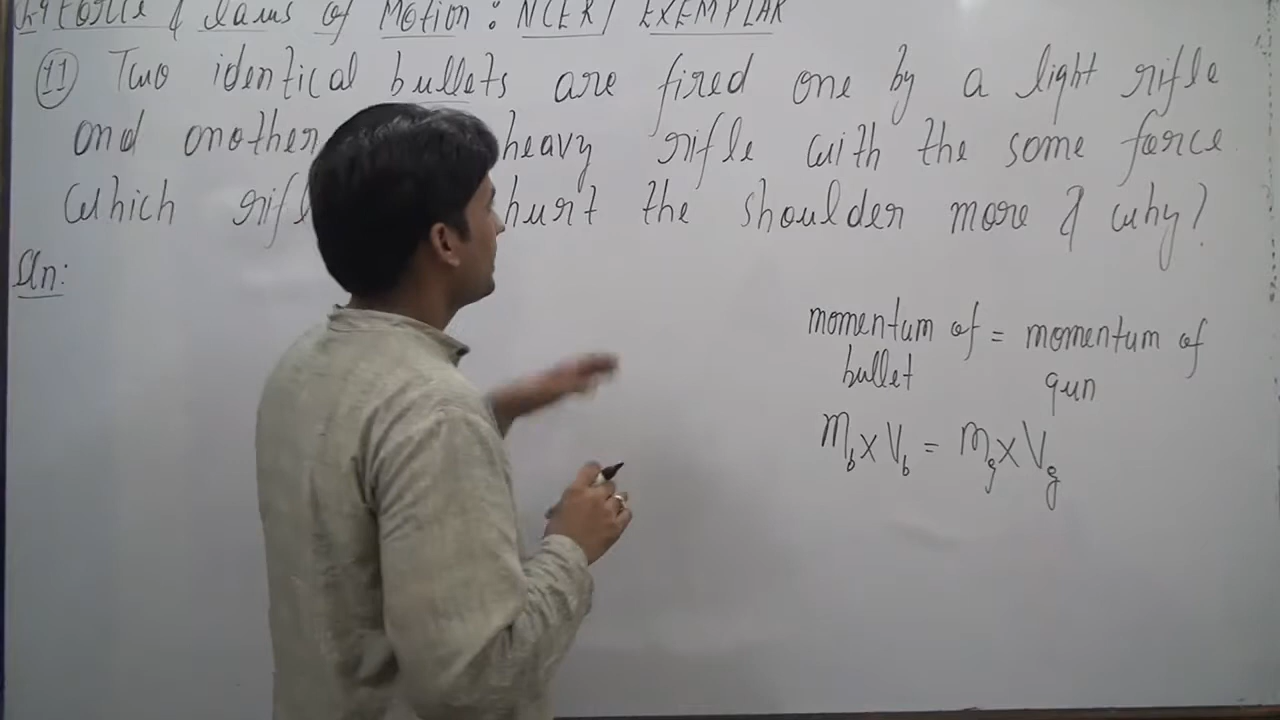 Force & Laws of Motion : NCERT EXEMPLAR
11 Two identical bullets are fired one by a light rifle
and another heavy rifle with the same force
which rifl hurt the shoulder more & why?
An:
momentum of = momentum of
bullet gun
Mb x Vb = Mg x Vg